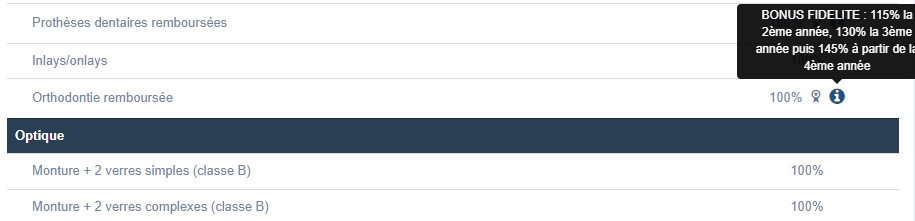 BONUS FIDELITE : 115% la
2ème année, 130% la 3ème
année puis 145% à partir de la
4ème année
Prothèses dentaires remboursées
Inlays/onlays
Orthodontie remboursée 100%
Optique
Monture + 2 verres simples (classe B) 100%
Monture + 2 verres complexes (classe B) 100%